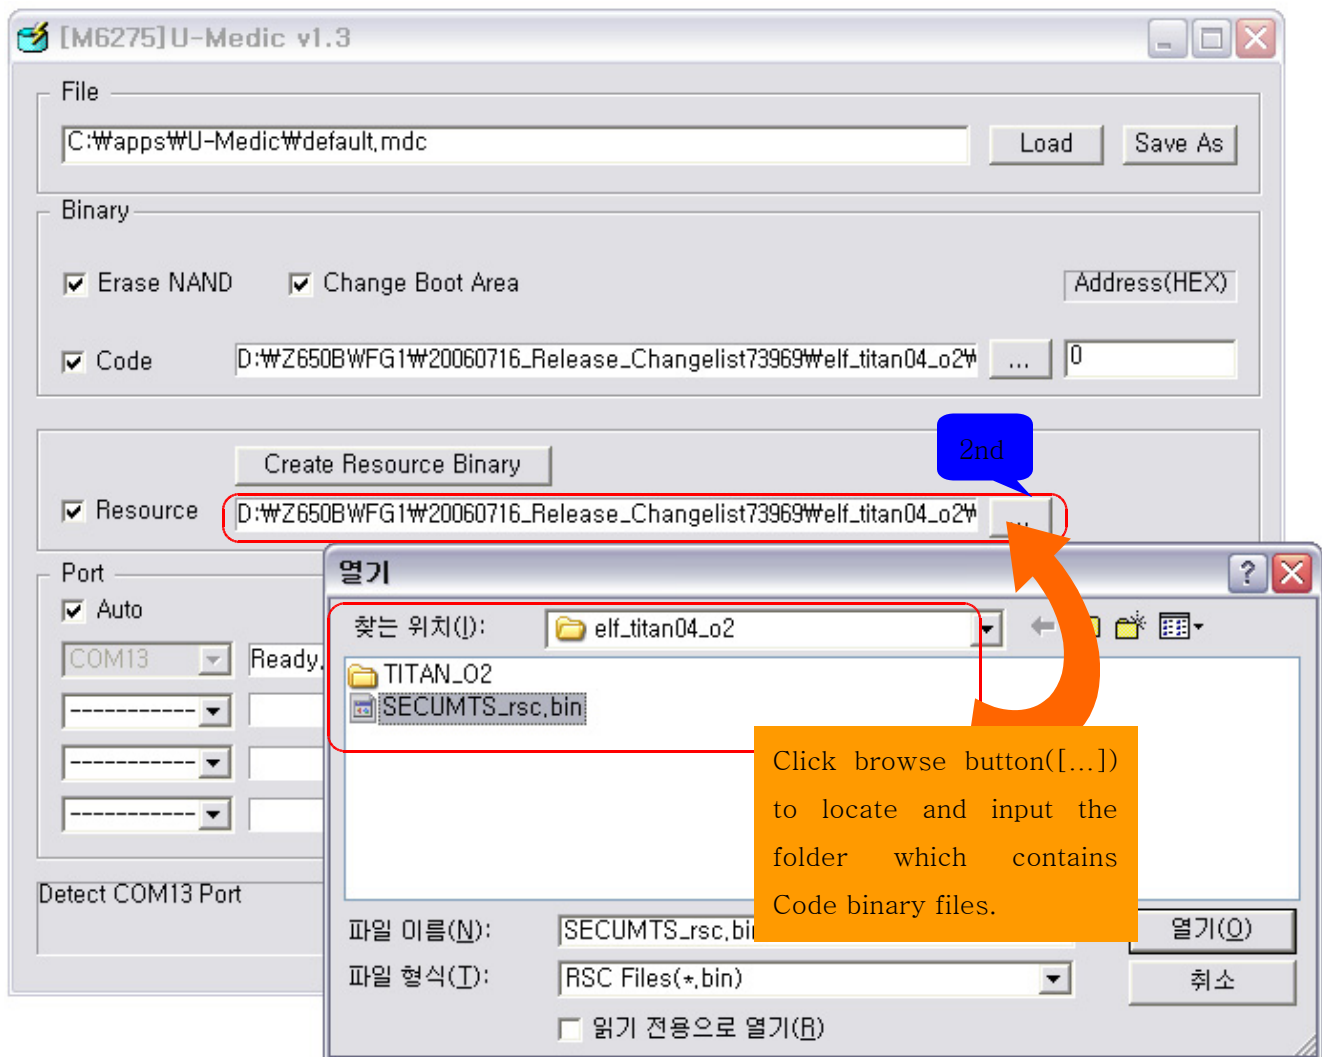 [M6275]U-Medic v1.3
File
C:₩apps₩U-Medic₩default.mdc
Load
Save As
Binary
Erase NAND
Change Boot Area
Address(HEX)
Code
D:₩Z650BWFG1₩20060716_Release_Changelist73969₩elf_titan04_o2₩
...
0
2nd
Create Resource Binary
Resource
D:₩Z650BWFG1₩20060716_Release_Changelist73969₩elf_titan04_o2₩
...
Port
Auto
COM13
Ready,
-----------
-----------
-----------
Detect COM13 Port
열기
?
찾는 위치(I):
elf_titan04_o2
TITAN_O2
SECUMTS_rsc.bin
Click browse button([...])
to locate and input the
folder which contains
Code binary files.
파일 이름(N):
SECUMTS_rsc.bi
열기(O)
파일 형식(T):
RSC Files(*.bin)
취소
읽기 전용으로 열기(R)